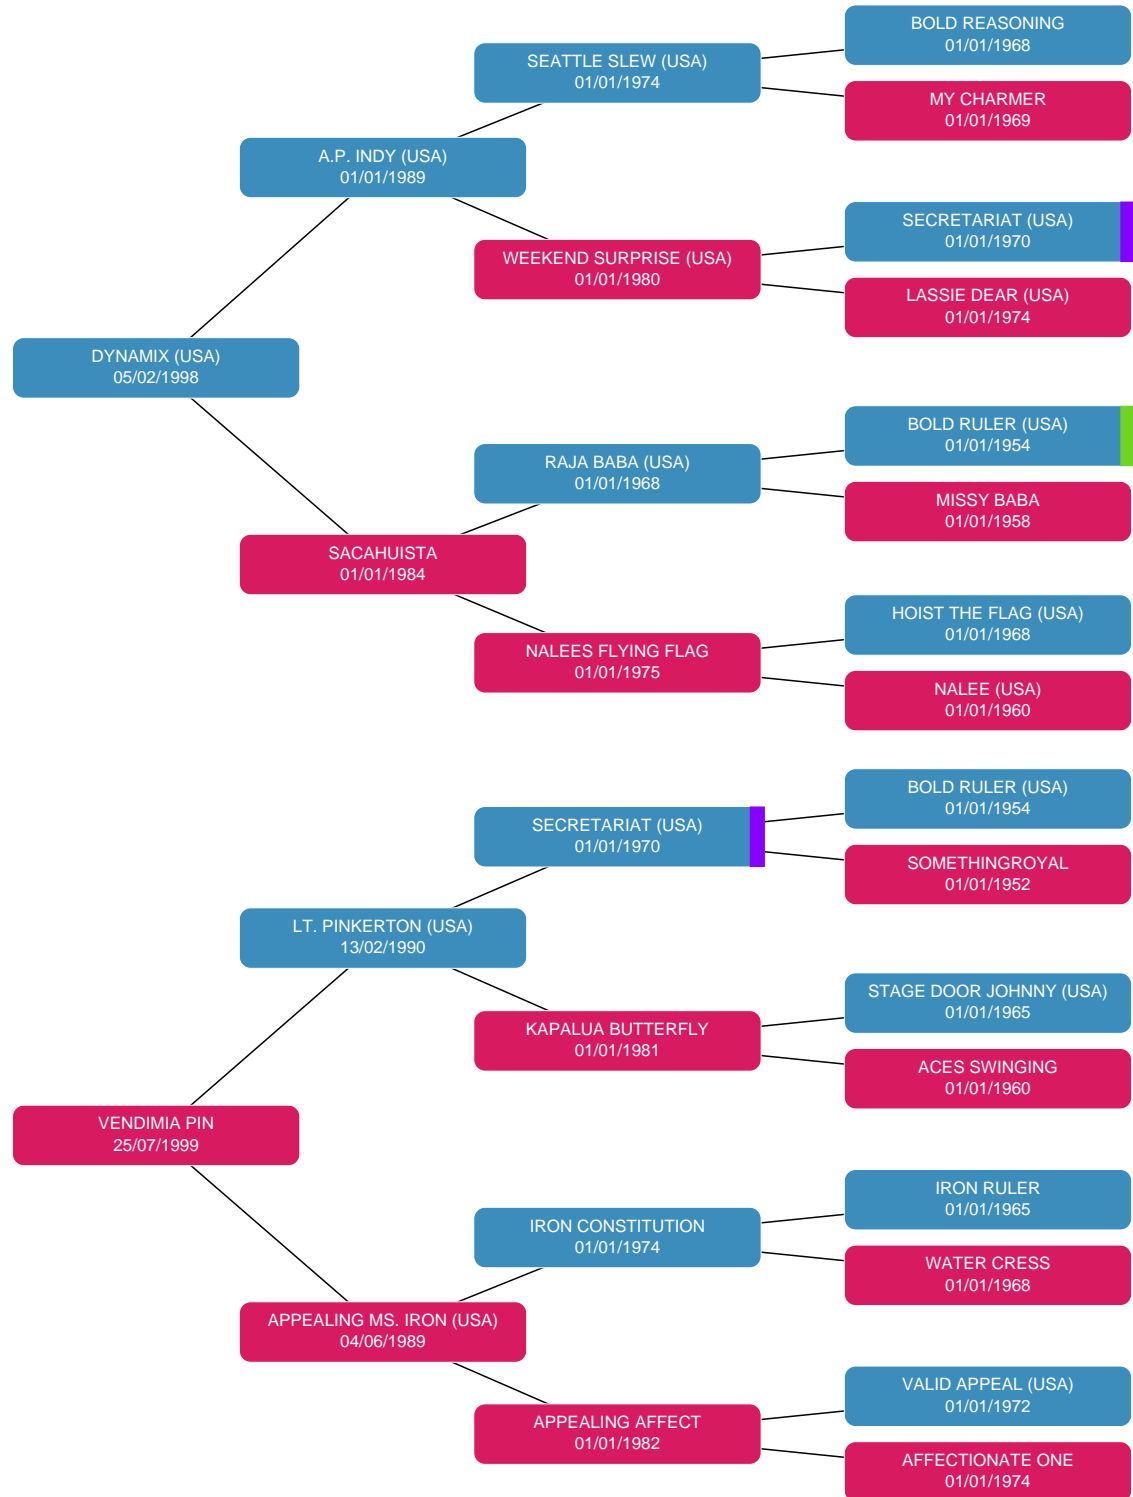 BOLD REASONING
01/01/1968
SEATTLE SLEW (USA)
01/01/1974
MY CHARMER
01/01/1969
A.P. INDY (USA)
01/01/1989
SECRETARIAT (USA)
01/01/1970
WEEKEND SURPRISE (USA)
01/01/1980
LASSIE DEAR (USA)
01/01/1974
DYNAMIX (USA)
05/02/1998
BOLD RULER (USA)
01/01/1954
RAJA BABA (USA)
01/01/1968
MISSY BABA
01/01/1958
SACAHUISTA
01/01/1984
HOIST THE FLAG (USA)
01/01/1968
NALEES FLYING FLAG
01/01/1975
NALEE (USA)
01/01/1960
BOLD RULER (USA)
01/01/1954
SECRETARIAT (USA)
01/01/1970
SOMETHINGROYAL
01/01/1952
LT. PINKERTON (USA)
13/02/1990
STAGE DOOR JOHNNY (USA)
01/01/1965
KAPALUA BUTTERFLY
01/01/1981
ACES SWINGING
01/01/1960
VENDIMIA PIN
25/07/1999
IRON RULER
01/01/1965
IRON CONSTITUTION
01/01/1974
WATER CRESS
01/01/1968
APPEALING MS. IRON (USA)
04/06/1989
VALID APPEAL (USA)
01/01/1972
APPEALING AFFECT
01/01/1982
AFFECTIONATE ONE
01/01/1974